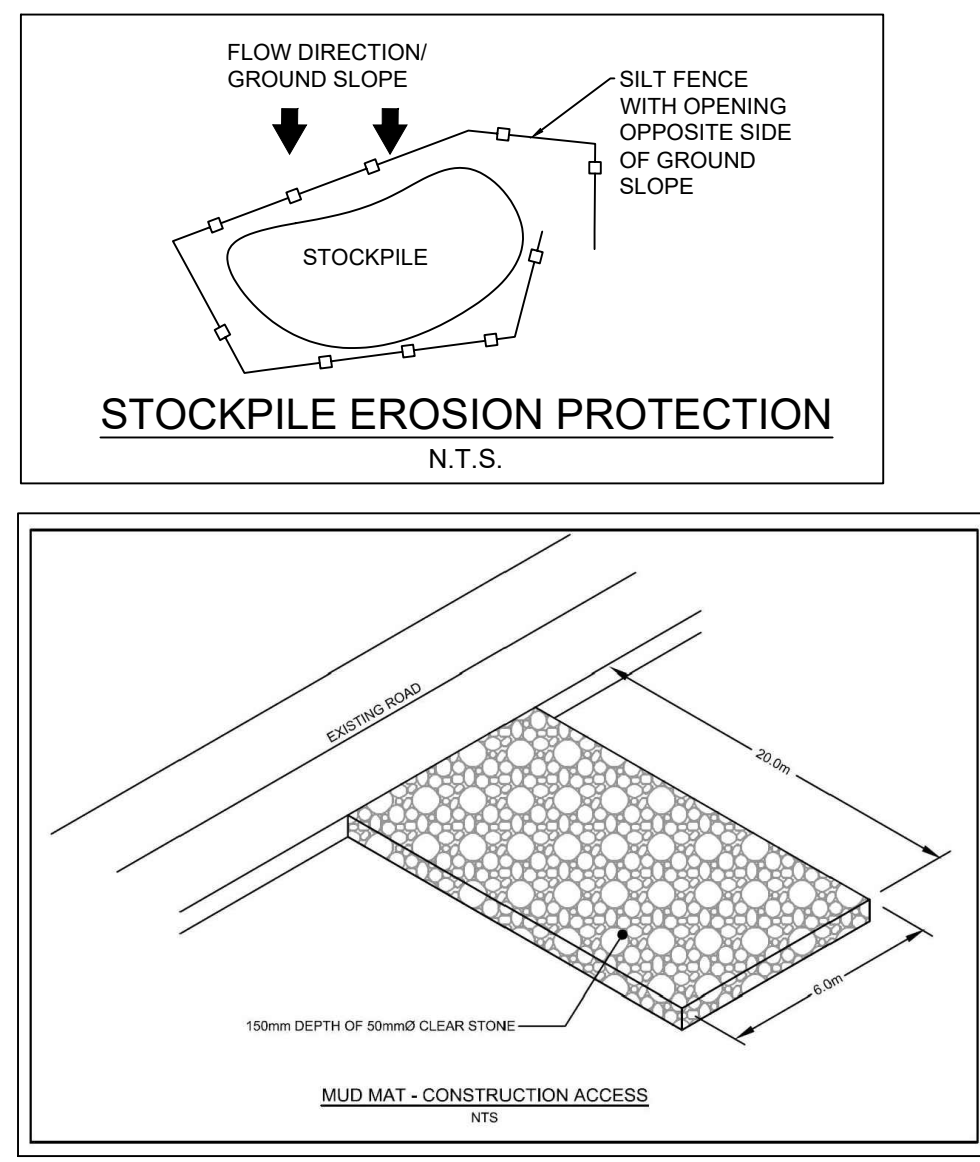 FLOW DIRECTION/
GROUND SLOPE
SILT FENCE
WITH OPENING
OPPOSITE SIDE
OF GROUND
SLOPE
STOCKPILE
STOCKPILE EROSION PROTECTION
N.T.S.
EXISTING ROAD
20.0m
6.0m
150mm DEPTH OF 50mmØ CLEAR STONE
MUD MAT - CONSTRUCTION ACCESS
NTS